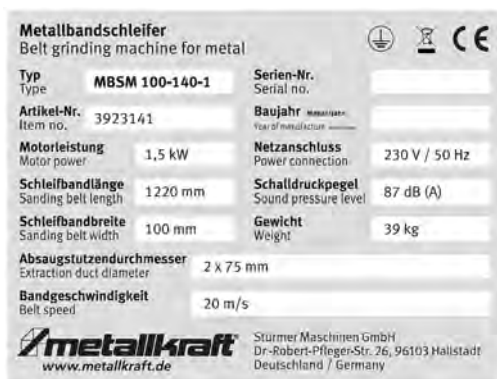 Metallbandschleifer
Belt grinding machine for metal
CE
Typ
Type
MBSM 100-140-1
Serien-Nr.
Serial no.
Artikel-Nr.
Item no.
3923141
Baujahr
Year of manufacture
Motorleistung
Motor power
1,5 kW
Netzanschluss
Power connection
230 V / 50 Hz
Schleifbandlänge
Sanding belt length
1220 mm
Schalldruckpegel
Sound pressure level
87 dB (A)
Schleifbandbreite
Sanding belt width
100 mm
Gewicht
Weight
39 kg
Absaugstutzendurchmesser
Extraction duct diameter
2 x 75 mm
Bandgeschwindigkeit
Belt speed
20 m/s
metallkraft
www.metallkraft.de
Stürmer Maschinen GmbH
Dr-Robert-Pfleger-Str. 26, 96103 Hallstadt
Deutschland / Germany